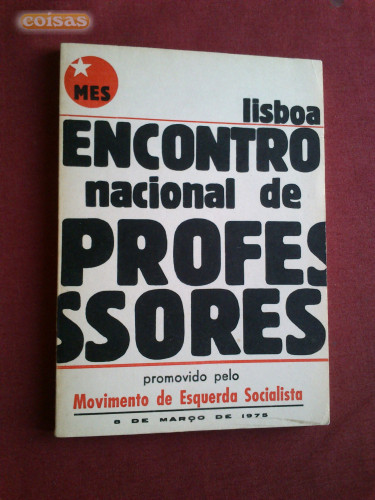 coisas
MES
lisboa
ENCONTRO
nacional de
PROFES
SSORES
promovido pelo
Movimento de Esquerda Socialista
8 DE MARÇO DE 1975